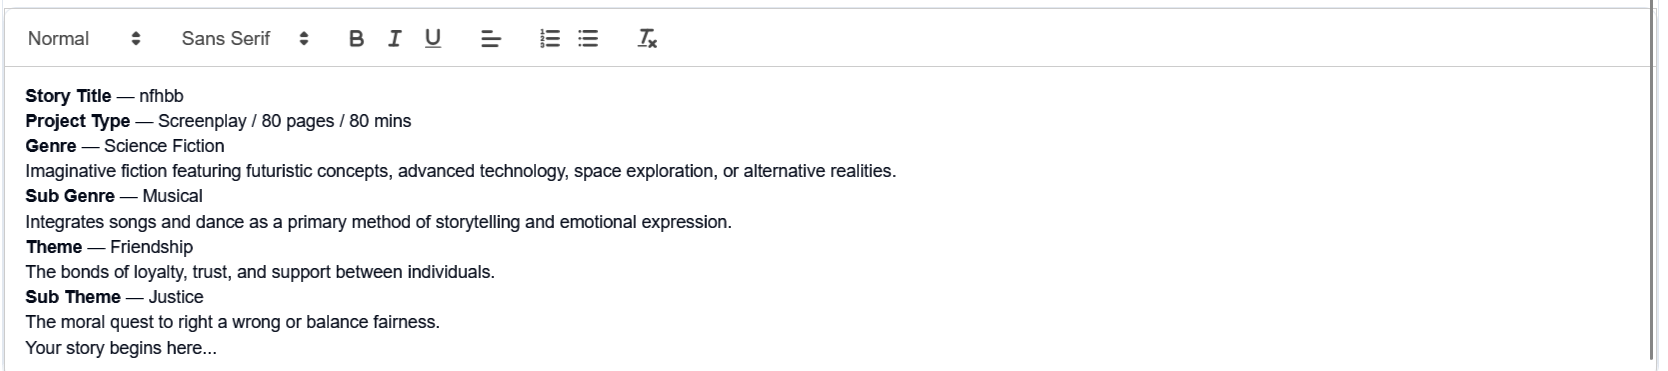 Normal Sans Serif B I U
Story Title — nfhbb
Project Type — Screenplay / 80 pages / 80 mins
Genre — Science Fiction
Imaginative fiction featuring futuristic concepts, advanced technology, space exploration, or alternative realities.
Sub Genre — Musical
Integrates songs and dance as a primary method of storytelling and emotional expression.
Theme — Friendship
The bonds of loyalty, trust, and support between individuals.
Sub Theme — Justice
The moral quest to right a wrong or balance fairness.
Your story begins here...